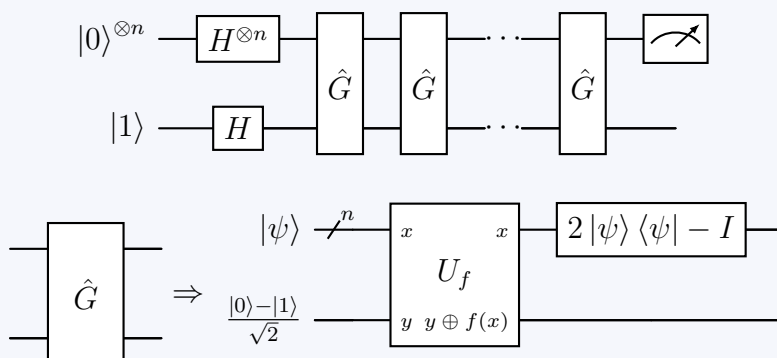 |0⟩^{⊗n} H^{⊗n} Ĝ Ĝ ··· Ĝ
|1⟩ H ···
Ĝ ⇒ |ψ⟩ n x x 2|ψ⟩⟨ψ| − I
U_f
|0⟩−|1⟩/√2 y y ⊕ f(x)